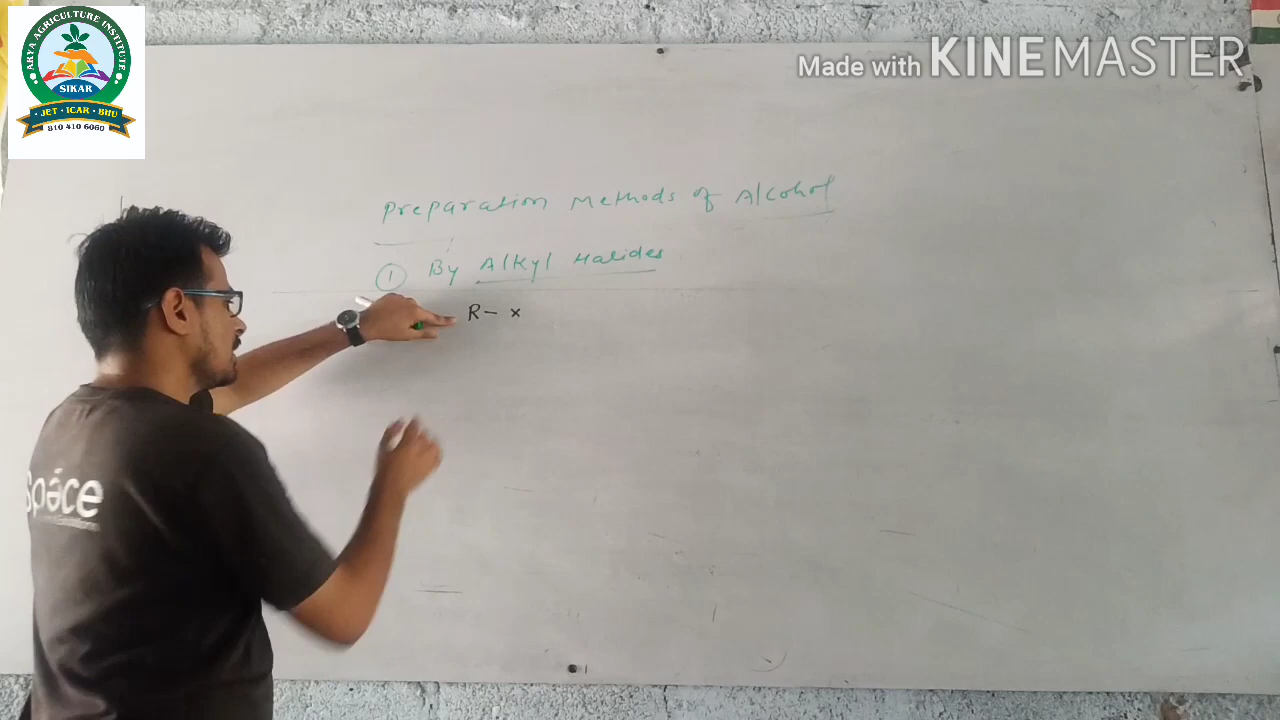 ARYA AGRICULTURE INSTITUTE
SIKAR
JET • ICAR • BHU
810 410 6060
Made with KINEMASTER
Preparation Methods of Alcohol
① By Alkyl Halides
R - x
Space